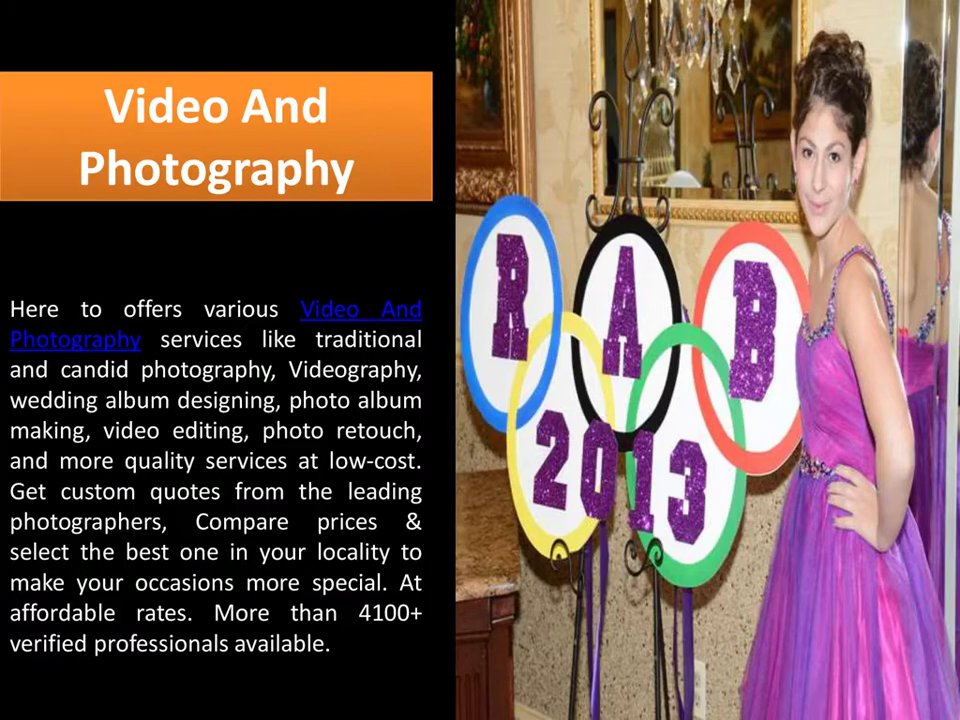 Video And
Photography
Here to offers various Video And
Photography services like traditional
and candid photography, Videography,
wedding album designing, photo album
making, video editing, photo retouch,
and more quality services at low-cost.
Get custom quotes from the leading
photographers, Compare prices &
select the best one in your locality to
make your occasions more special. At
affordable rates. More than 4100+
verified professionals available.
RAB
2013